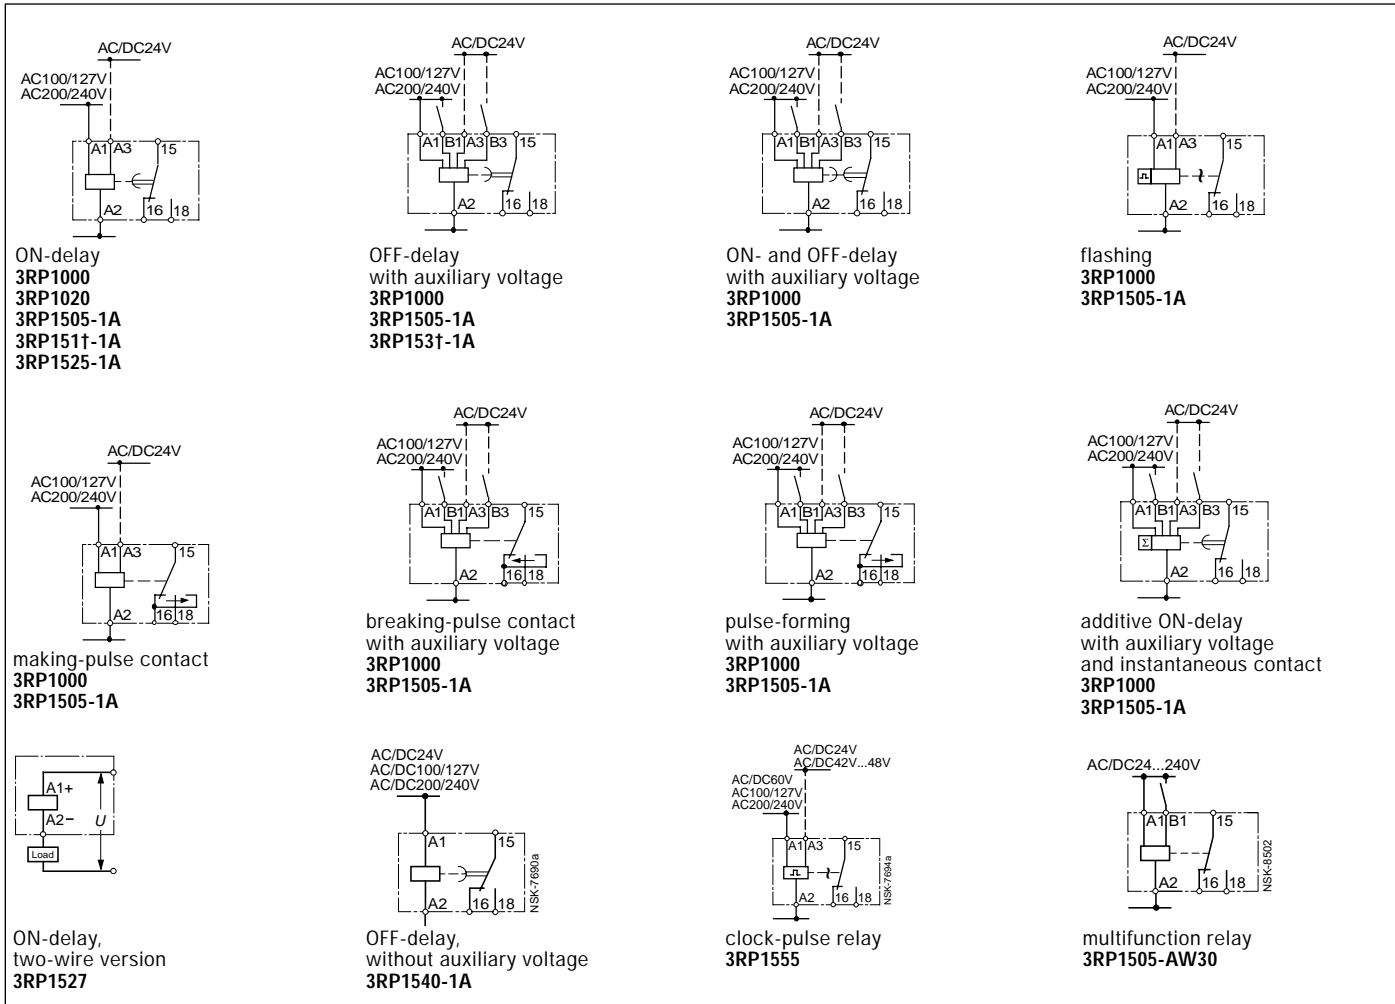 AC/DC24V
AC100/127V
AC200/240V
A1 A3 15
A2 16 18
ON-delay
3RP1000
3RP1020
3RP1505-1A
3RP151†-1A
3RP1525-1A
AC/DC24V
AC100/127V
AC200/240V
A1 B1 A3 B3 15
A2 16 18
OFF-delay
with auxiliary voltage
3RP1000
3RP1505-1A
3RP153†-1A
AC/DC24V
AC100/127V
AC200/240V
A1 B1 A3 B3 15
A2 16 18
ON- and OFF-delay
with auxiliary voltage
3RP1000
3RP1505-1A
AC/DC24V
AC100/127V
AC200/240V
A1 A3 15
A2 16 18
flashing
3RP1000
3RP1505-1A
AC/DC24V
AC100/127V
AC200/240V
A1 A3 15
A2 16 18
making-pulse contact
3RP1000
3RP1505-1A
AC/DC24V
AC100/127V
AC200/240V
A1 B1 A3 B3 15
A2 16 18
breaking-pulse contact
with auxiliary voltage
3RP1000
3RP1505-1A
AC/DC24V
AC100/127V
AC200/240V
A1 B1 A3 B3 15
A2 16 18
pulse-forming
with auxiliary voltage
3RP1000
3RP1505-1A
AC/DC24V
AC100/127V
AC200/240V
A1 B1 A3 B3 15
Σ
A2 16 18
additive ON-delay
with auxiliary voltage
and instantaneous contact
3RP1000
3RP1505-1A
A1+
A2− U
Load
ON-delay,
two-wire version
3RP1527
AC/DC24V
AC/DC100/127V
AC/DC200/240V
A1 15
A2 16 18
NSK-7690a
OFF-delay,
without auxiliary voltage
3RP1540-1A
AC/DC24V
AC/DC42V...48V
AC/DC60V
AC100/127V
AC200/240V
A1 A3 15
A2 16 18
NSK-7694a
clock-pulse relay
3RP1555
AC/DC24...240V
A1 B1 15
A2 16 18
NSK-8502
multifunction relay
3RP1505-AW30